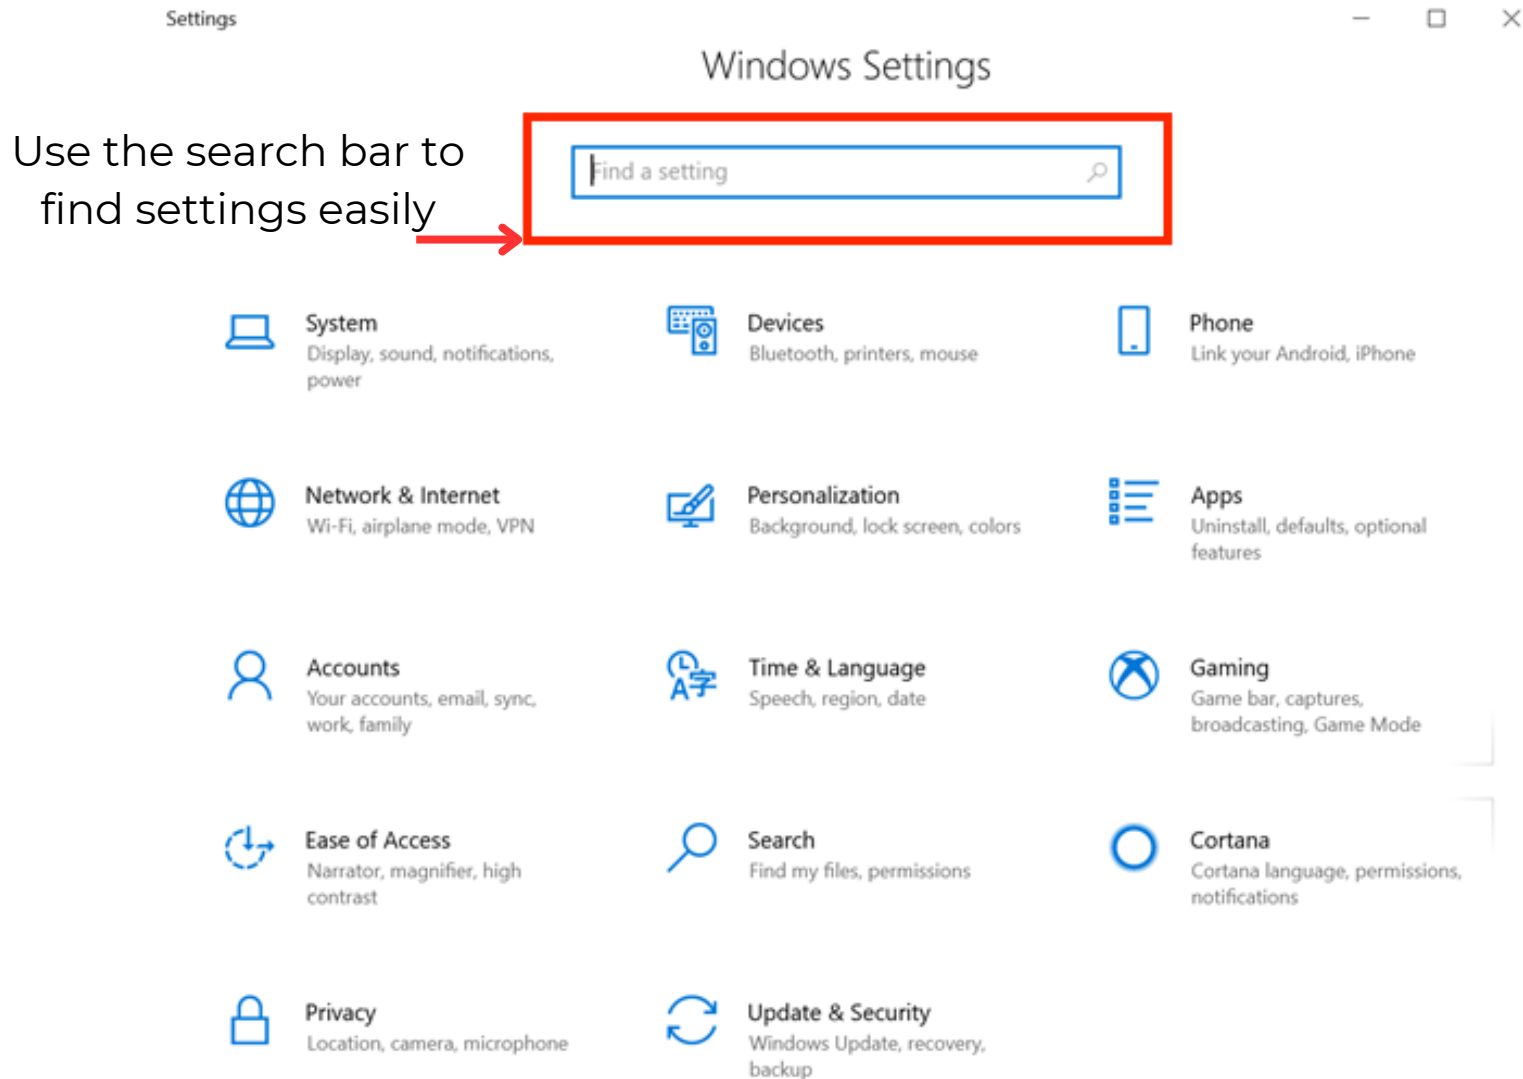 Settings
Windows Settings
Use the search bar to
find settings easily
Find a setting
System
Display, sound, notifications,
power
Devices
Bluetooth, printers, mouse
Phone
Link your Android, iPhone
Network & Internet
Wi-Fi, airplane mode, VPN
Personalization
Background, lock screen, colors
Apps
Uninstall, defaults, optional
features
Accounts
Your accounts, email, sync,
work, family
Time & Language
Speech, region, date
Gaming
Game bar, captures,
broadcasting, Game Mode
Ease of Access
Narrator, magnifier, high
contrast
Search
Find my files, permissions
Cortana
Cortana language, permissions,
notifications
Privacy
Location, camera, microphone
Update & Security
Windows Update, recovery,
backup